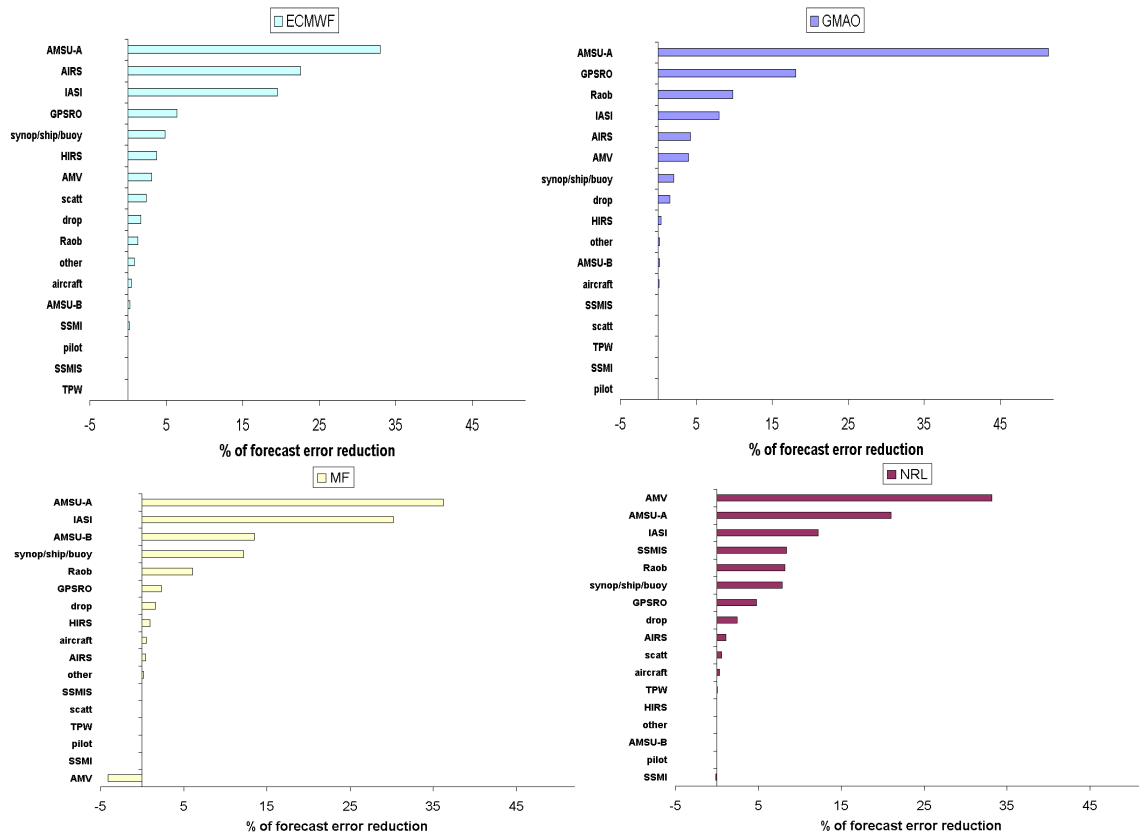 ECMWF
AMSU-A
AIRS
IASI
GPSRO
synop/ship/buoy
HIRS
AMV
scatt
drop
Raob
other
aircraft
AMSU-B
SSMI
pilot
SSMIS
TPW
-5 5 15 25 35 45
% of forecast error reduction
GMAO
AMSU-A
GPSRO
Raob
IASI
AIRS
AMV
synop/ship/buoy
drop
HIRS
other
AMSU-B
aircraft
SSMIS
scatt
TPW
SSMI
pilot
-5 5 15 25 35 45
% of forecast error reduction
MF
AMSU-A
IASI
AMSU-B
synop/ship/buoy
Raob
GPSRO
drop
HIRS
aircraft
AIRS
other
SSMIS
scatt
TPW
pilot
SSMI
AMV
-5 5 15 25 35 45
% of forecast error reduction
NRL
AMV
AMSU-A
IASI
SSMIS
Raob
synop/ship/buoy
GPSRO
drop
AIRS
scatt
aircraft
TPW
HIRS
other
AMSU-B
pilot
SSMI
-5 5 15 25 35 45
% of forecast error reduction